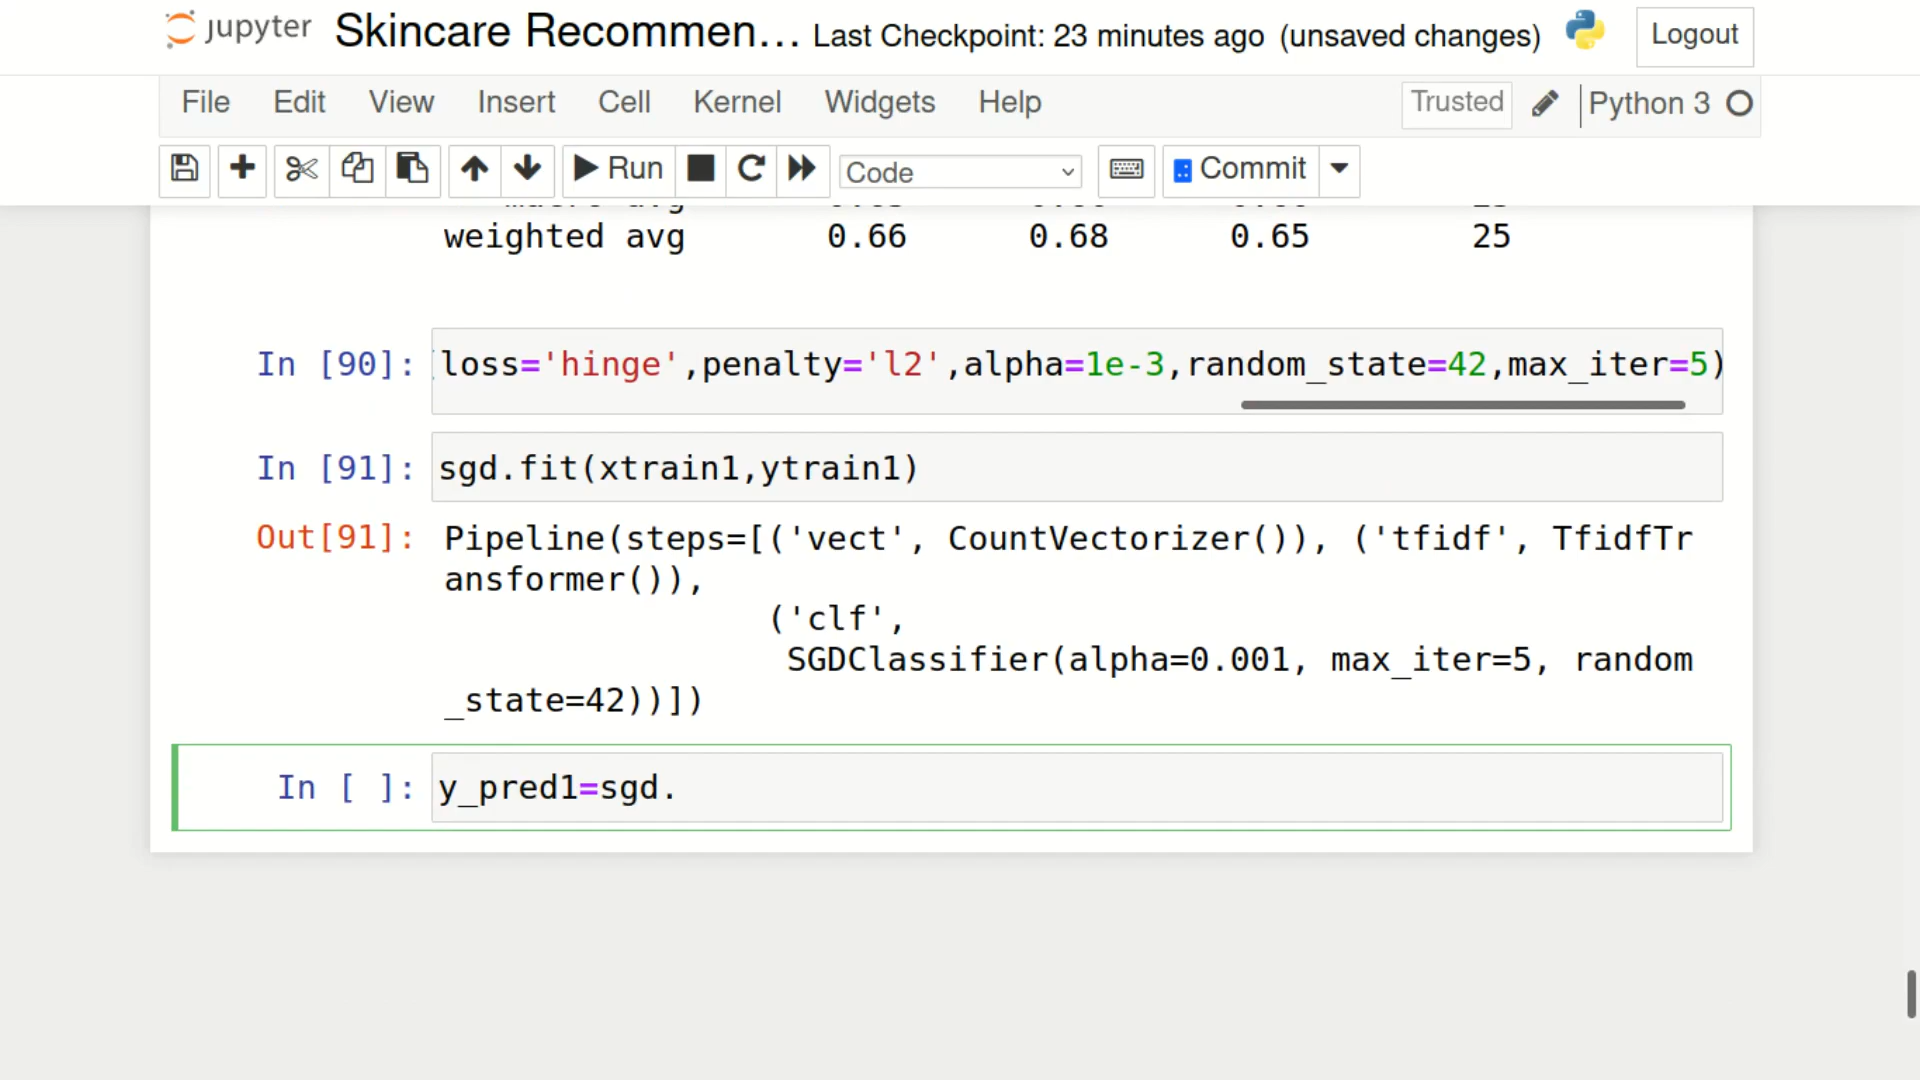 jupyter Skincare Recommen... Last Checkpoint: 23 minutes ago (unsaved changes) Logout
File Edit View Insert Cell Kernel Widgets Help Trusted Python 3
Run Code Commit
weighted avg 0.66 0.68 0.65 25
In [90]: loss='hinge',penalty='l2',alpha=1e-3,random_state=42,max_iter=5)
In [91]: sgd.fit(xtrain1,ytrain1)
Out[91]: Pipeline(steps=[('vect', CountVectorizer()), ('tfidf', TfidfTr
ansformer()),
('clf',
SGDClassifier(alpha=0.001, max_iter=5, random
_state=42))])
In [ ]: y_pred1=sgd.